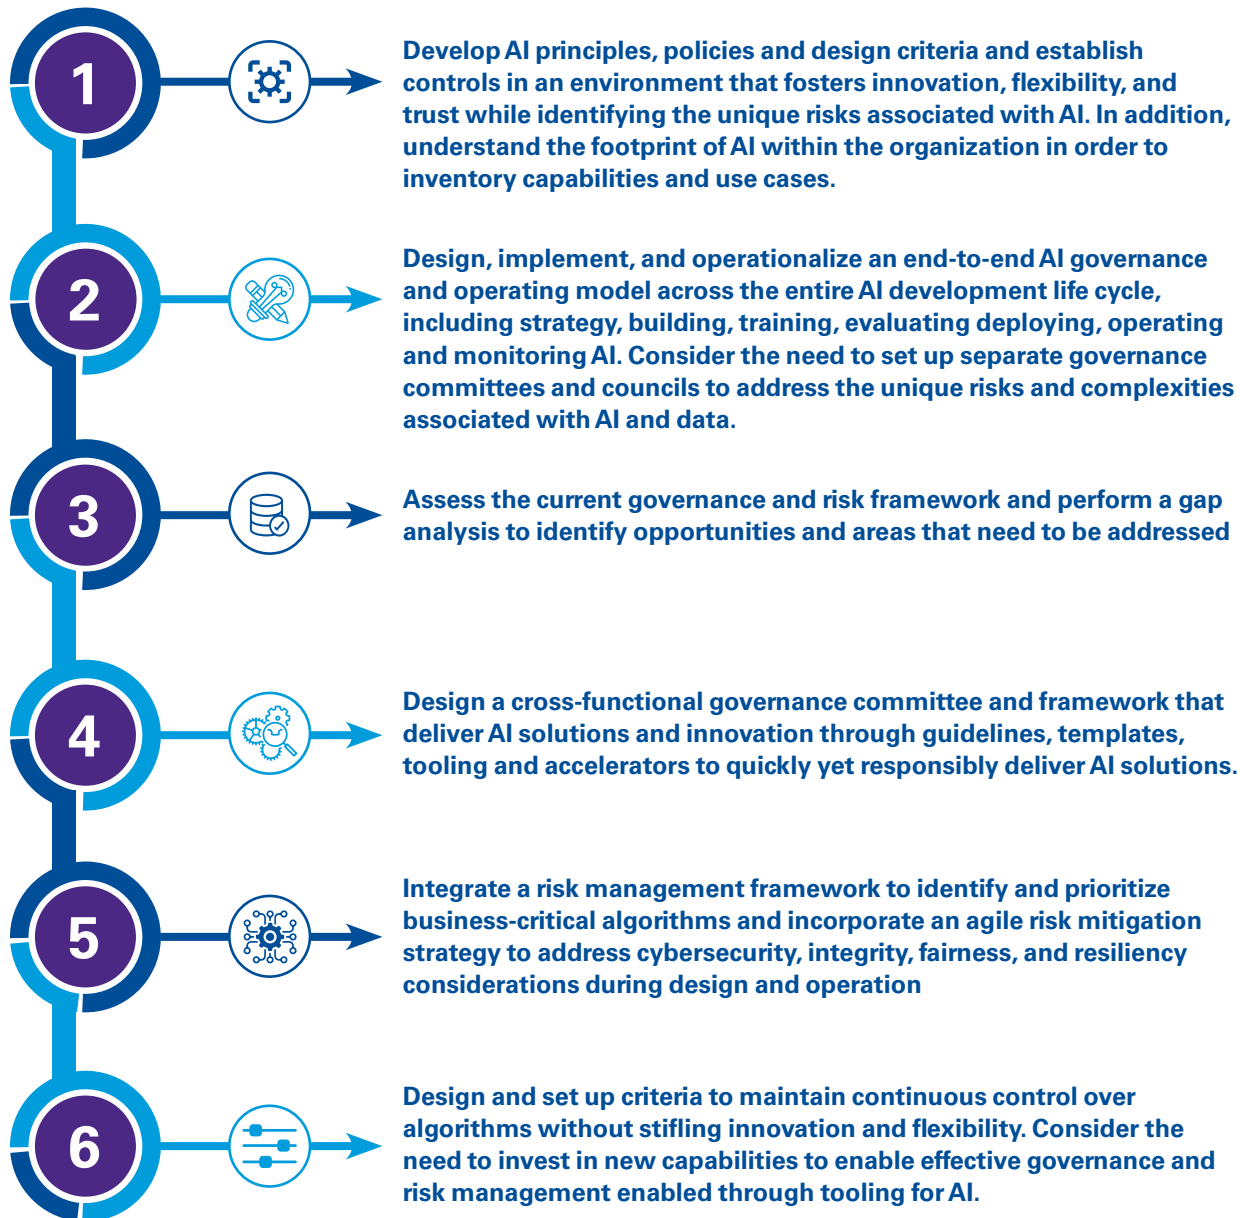 1
Develop AI principles, policies and design criteria and establish
controls in an environment that fosters innovation, flexibility, and
trust while identifying the unique risks associated with AI. In addition,
understand the footprint of AI within the organization in order to
inventory capabilities and use cases.
2
Design, implement, and operationalize an end-to-end AI governance
and operating model across the entire AI development life cycle,
including strategy, building, training, evaluating deploying, operating
and monitoring AI. Consider the need to set up separate governance
committees and councils to address the unique risks and complexities
associated with AI and data.
3
Assess the current governance and risk framework and perform a gap
analysis to identify opportunities and areas that need to be addressed
4
Design a cross-functional governance committee and framework that
deliver AI solutions and innovation through guidelines, templates,
tooling and accelerators to quickly yet responsibly deliver AI solutions.
5
Integrate a risk management framework to identify and prioritize
business-critical algorithms and incorporate an agile risk mitigation
strategy to address cybersecurity, integrity, fairness, and resiliency
considerations during design and operation
6
Design and set up criteria to maintain continuous control over
algorithms without stifling innovation and flexibility. Consider the
need to invest in new capabilities to enable effective governance and
risk management enabled through tooling for AI.